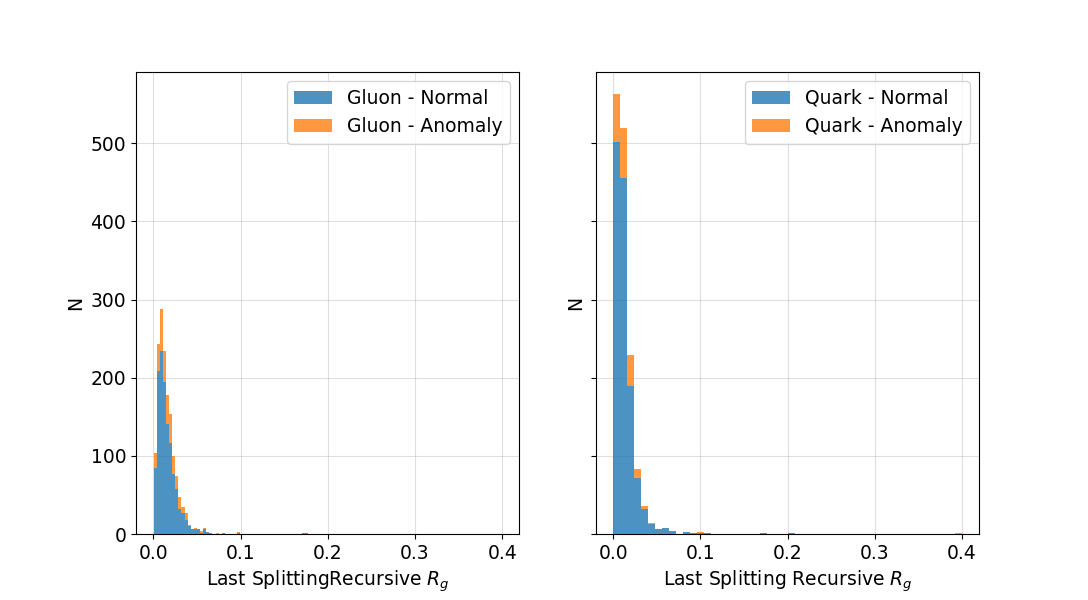 Gluon - Normal
Gluon - Anomaly
500
400
300
200
100
0
N
0.0 0.1 0.2 0.3 0.4
Last SplittingRecursive $R_g$
Quark - Normal
Quark - Anomaly
N
0.0 0.1 0.2 0.3 0.4
Last Splitting Recursive $R_g$